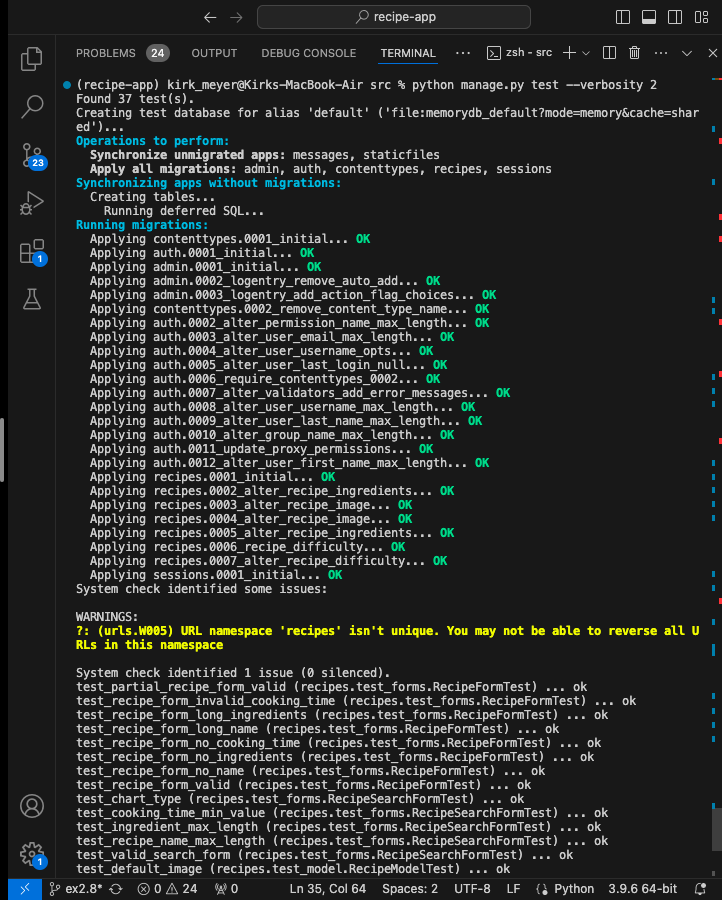 recipe-app
PROBLEMS 24 OUTPUT DEBUG CONSOLE TERMINAL ... zsh - src
(recipe-app) kirk_meyer@Kirks-MacBook-Air src % python manage.py test --verbosity 2
Found 37 test(s).
Creating test database for alias 'default' ('file:memorydb_default?mode=memory&cache=shar
ed')...
Operations to perform:
Synchronize unmigrated apps: messages, staticfiles
Apply all migrations: admin, auth, contenttypes, recipes, sessions
Synchronizing apps without migrations:
Creating tables...
Running deferred SQL...
Running migrations:
Applying contenttypes.0001_initial... OK
Applying auth.0001_initial... OK
Applying admin.0001_initial... OK
Applying admin.0002_logentry_remove_auto_add... OK
Applying admin.0003_logentry_add_action_flag_choices... OK
Applying contenttypes.0002_remove_content_type_name... OK
Applying auth.0002_alter_permission_name_max_length... OK
Applying auth.0003_alter_user_email_max_length... OK
Applying auth.0004_alter_user_username_opts... OK
Applying auth.0005_alter_user_last_login_null... OK
Applying auth.0006_require_contenttypes_0002... OK
Applying auth.0007_alter_validators_add_error_messages... OK
Applying auth.0008_alter_user_username_max_length... OK
Applying auth.0009_alter_user_last_name_max_length... OK
Applying auth.0010_alter_group_name_max_length... OK
Applying auth.0011_update_proxy_permissions... OK
Applying auth.0012_alter_user_first_name_max_length... OK
Applying recipes.0001_initial... OK
Applying recipes.0002_alter_recipe_ingredients... OK
Applying recipes.0003_alter_recipe_image... OK
Applying recipes.0004_alter_recipe_image... OK
Applying recipes.0005_alter_recipe_ingredients... OK
Applying recipes.0006_recipe_difficulty... OK
Applying recipes.0007_alter_recipe_difficulty... OK
Applying sessions.0001_initial... OK
System check identified some issues:
WARNINGS:
?: (urls.W005) URL namespace 'recipes' isn't unique. You may not be able to reverse all U
RLs in this namespace
System check identified 1 issue (0 silenced).
test_partial_recipe_form_valid (recipes.test_forms.RecipeFormTest) ... ok
test_recipe_form_invalid_cooking_time (recipes.test_forms.RecipeFormTest) ... ok
test_recipe_form_long_ingredients (recipes.test_forms.RecipeFormTest) ... ok
test_recipe_form_long_name (recipes.test_forms.RecipeFormTest) ... ok
test_recipe_form_no_cooking_time (recipes.test_forms.RecipeFormTest) ... ok
test_recipe_form_no_ingredients (recipes.test_forms.RecipeFormTest) ... ok
test_recipe_form_no_name (recipes.test_forms.RecipeFormTest) ... ok
test_recipe_form_valid (recipes.test_forms.RecipeFormTest) ... ok
test_chart_type (recipes.test_forms.RecipeSearchFormTest) ... ok
test_cooking_time_min_value (recipes.test_forms.RecipeSearchFormTest) ... ok
test_ingredient_max_length (recipes.test_forms.RecipeSearchFormTest) ... ok
test_recipe_name_max_length (recipes.test_forms.RecipeSearchFormTest) ... ok
test_valid_search_form (recipes.test_forms.RecipeSearchFormTest) ... ok
test_default_image (recipes.test_model.RecipeModelTest) ... ok
23
1
1
ex2.8* 0 24 0 Ln 35, Col 64 Spaces: 2 UTF-8 LF Python 3.9.6 64-bit